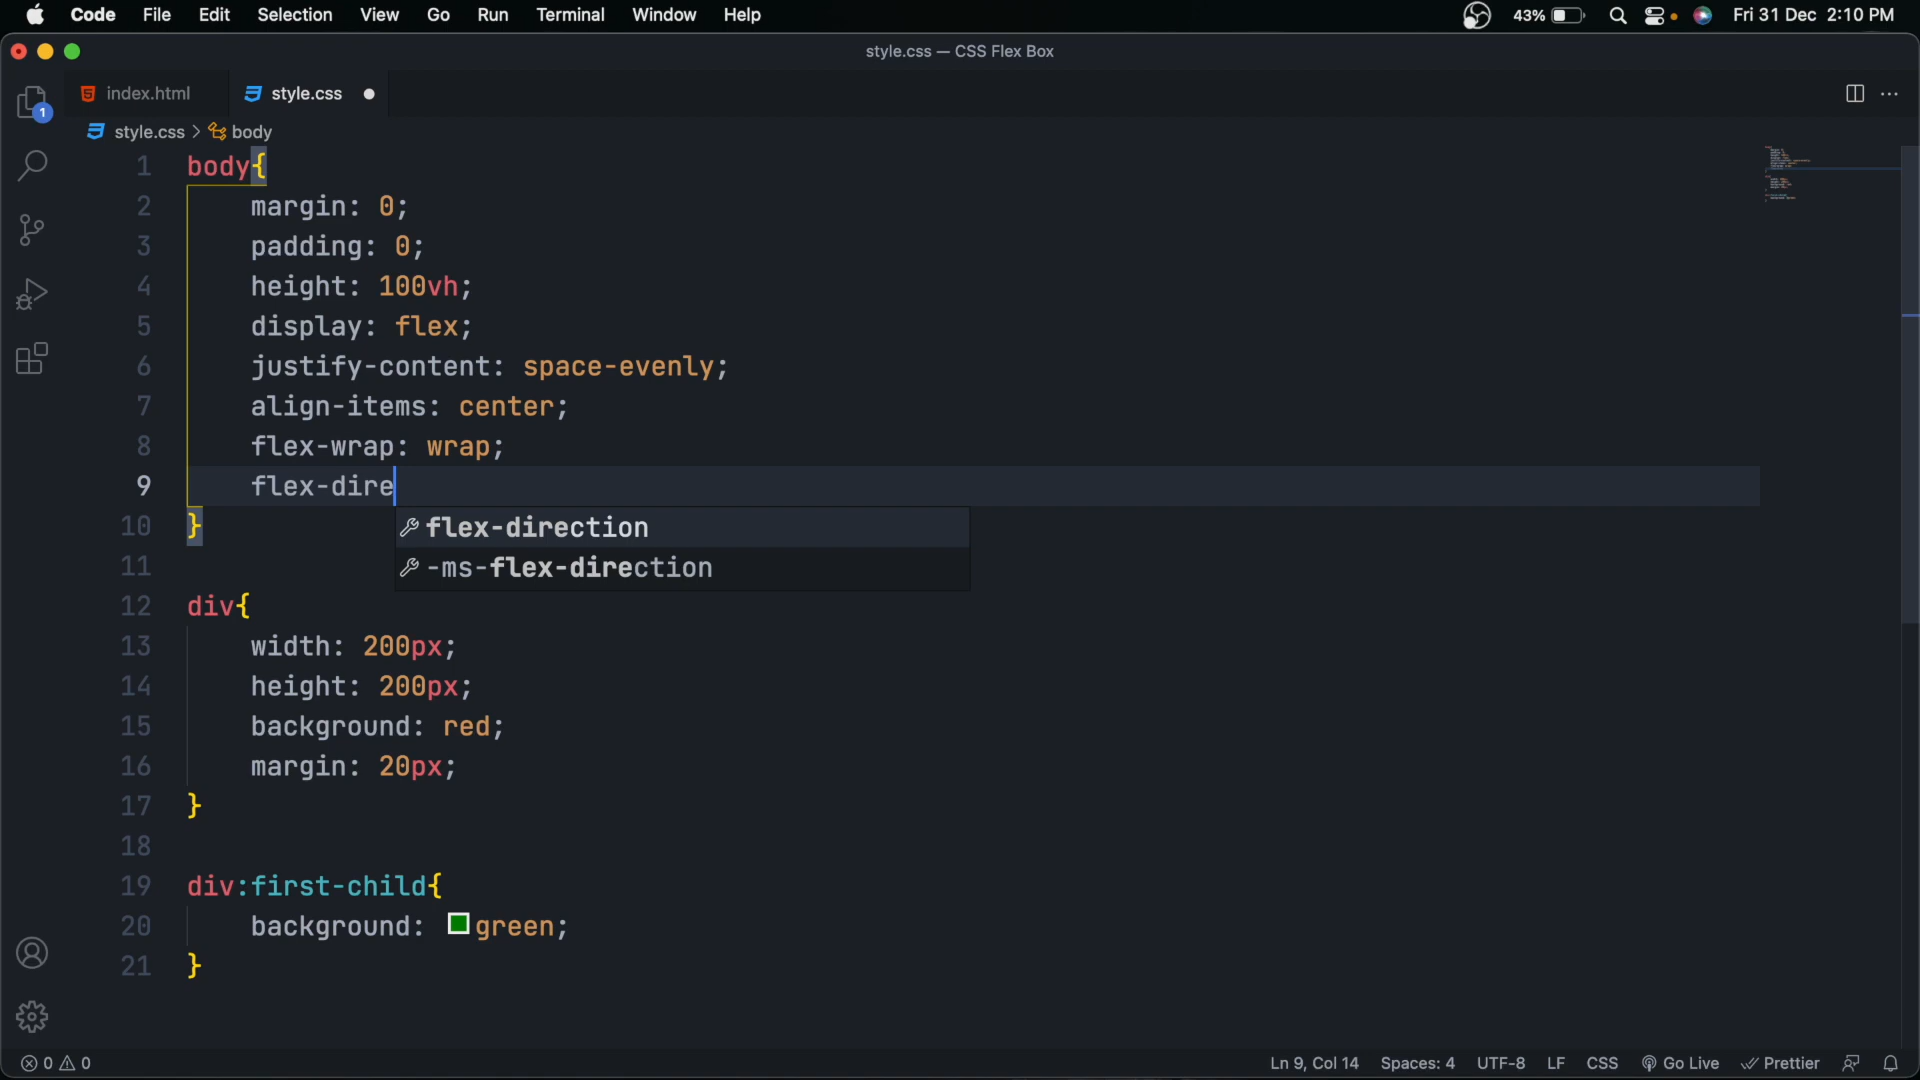 Code File Edit Selection View Go Run Terminal Window Help 43% Fri 31 Dec 2:10 PM
style.css — CSS Flex Box
index.html style.css
1
style.css > body
1 body{
2 margin: 0;
3 padding: 0;
4 height: 100vh;
5 display: flex;
6 justify-content: space-evenly;
7 align-items: center;
8 flex-wrap: wrap;
9 flex-dire
10 }
flex-direction
11
-ms-flex-direction
12 div{
13 width: 200px;
14 height: 200px;
15 background: red;
16 margin: 20px;
17 }
18
19 div:first-child{
20 background: green;
21 }
0 0 Ln 9, Col 14 Spaces: 4 UTF-8 LF CSS Go Live Prettier